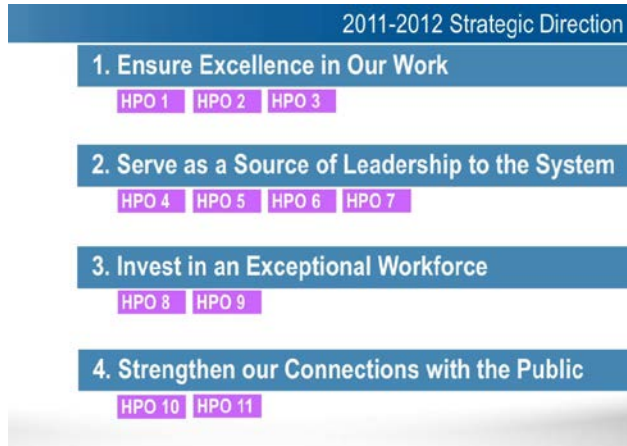 2011-2012 Strategic Direction
1. Ensure Excellence in Our Work
HPO 1 HPO 2 HPO 3
2. Serve as a Source of Leadership to the System
HPO 4 HPO 5 HPO 6 HPO 7
3. Invest in an Exceptional Workforce
HPO 8 HPO 9
4. Strengthen our Connections with the Public
HPO 10 HPO 11